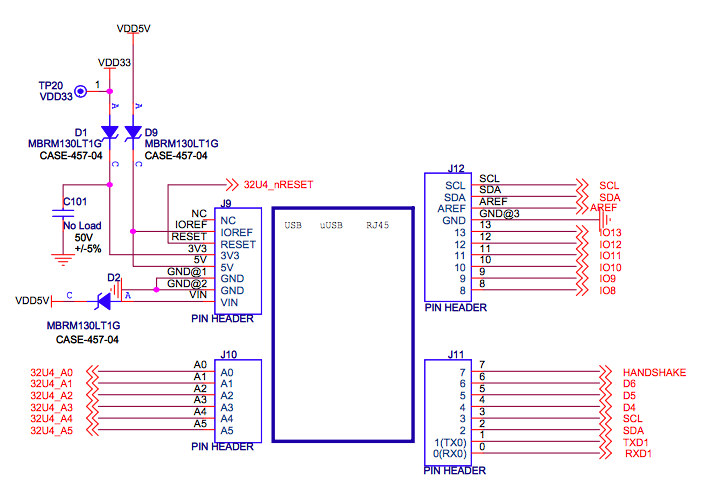 VDD5V
VDD33
TP20
1
VDD33
A
A
D1
MBRM130LT1G
CASE-457-04
D9
MBRM130LT1G
CASE-457-04
C
C
C101
No Load
50V
+/-5%
32U4_nRESET
J9
NC
NC
IOREF
IOREF
RESET
RESET
3V3
3V3
5V
5V
GND@1
GND
GND@2
GND
VIN
VIN
PIN HEADER
D2
VDD5V
C
A
MBRM130LT1G
CASE-457-04
USB uUSB RJ45
J12
SCL
SCL
SCL
SDA
SDA
SDA
AREF
AREF
AREF
GND
GND@3
13
13
IO13
12
12
IO12
11
11
IO11
10
10
IO10
9
9
IO9
8
8
IO8
PIN HEADER
J10
32U4_A0
A0
A0
32U4_A1
A1
A1
32U4_A2
A2
A2
32U4_A3
A3
A3
32U4_A4
A4
A4
32U4_A5
A5
A5
PIN HEADER
J11
7
7
HANDSHAKE
6
6
D6
5
5
D5
4
4
D4
3
3
SCL
2
2
SDA
1(TX0)
1
TXD1
0(RX0)
0
RXD1
PIN HEADER